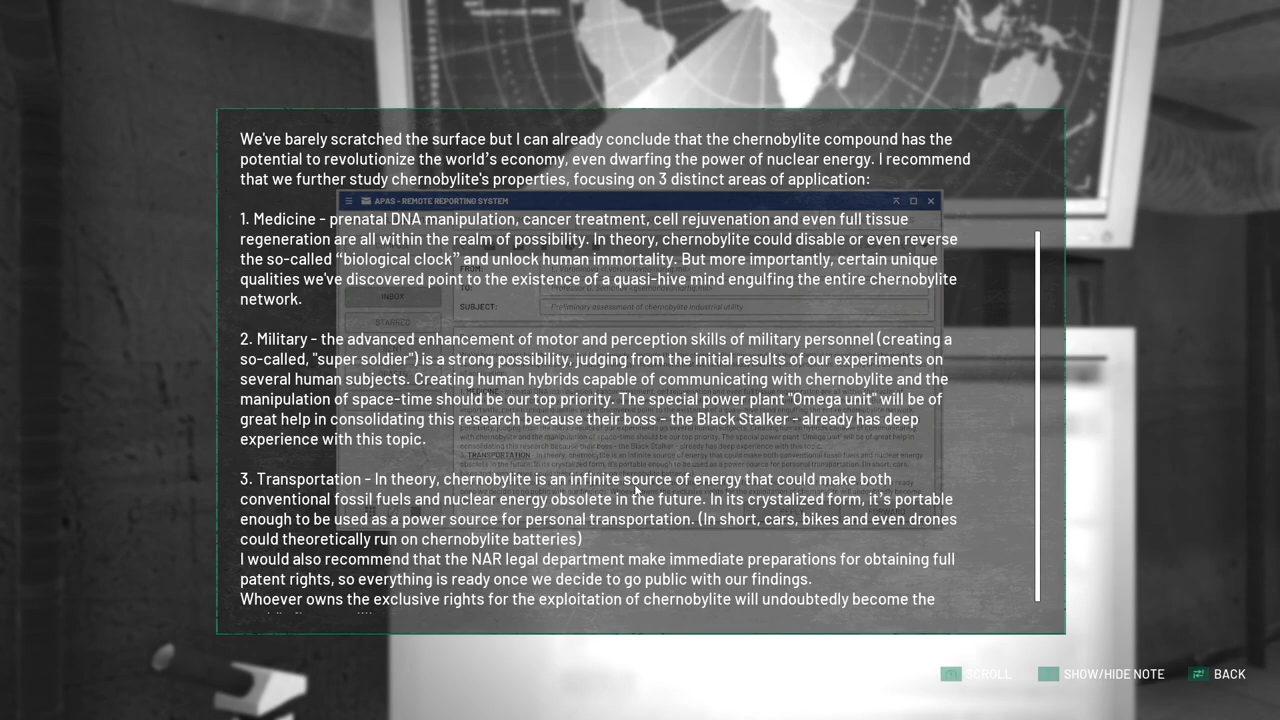 We've barely scratched the surface but I can already conclude that the chernobylite compound has the
potential to revolutionize the world's economy, even dwarfing the power of nuclear energy. I recommend
that we further study chernobylite's properties, focusing on 3 distinct areas of application:
APAS - REMOTE REPORTING SYSTEM
1. Medicine - prenatal DNA manipulation, cancer treatment, cell rejuvenation and even full tissue
regeneration are all within the realm of possibility. In theory, chernobylite could disable or even reverse
the so-called “biological clock” and unlock human immortality. But more importantly, certain unique
qualities we've discovered point to the existence of a quasi-hive mind engulfing the entire chernobylite
network.
FROM:
TO:
INBOX
SUBJECT:
Preliminary assessment of chernobylite industrial utility
STARRED
2. Military - the advanced enhancement of motor and perception skills of military personnel (creating a
so-called, "super soldier") is a strong possibility, judging from the initial results of our experiments on
several human subjects. Creating human hybrids capable of communicating with chernobylite and the
manipulation of space-time should be our top priority. The special power plant "Omega unit" will be of
great help in consolidating this research because their boss - the Black Stalker - already has deep
experience with this topic.
3. Transportation - In theory, chernobylite is an infinite source of energy that could make both
conventional fossil fuels and nuclear energy obsolete in the future. In its crystalized form, it's portable
enough to be used as a power source for personal transportation. (In short, cars, bikes and even drones
could theoretically run on chernobylite batteries)
I would also recommend that the NAR legal department make immediate preparations for obtaining full
patent rights, so everything is ready once we decide to go public with our findings.
Whoever owns the exclusive rights for the exploitation of chernobylite will undoubtedly become the
SCROLL
SHOW/HIDE NOTE
BACK